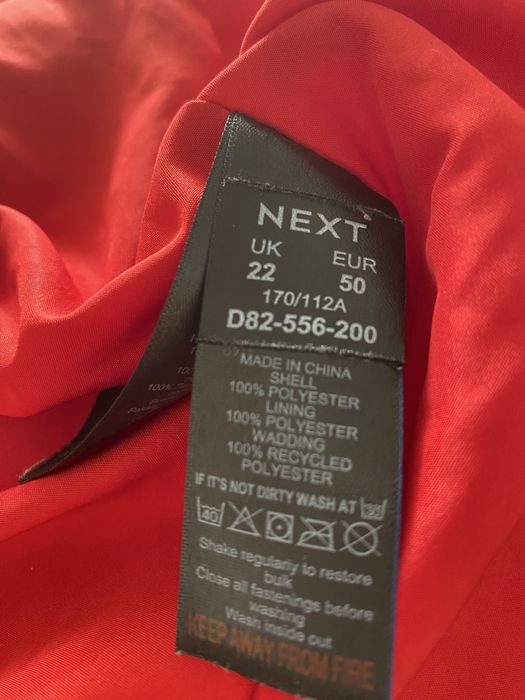 NEXT
UK EUR
22 50
170/112A
D82-556-200
MADE IN CHINA
SHELL
100% POLYESTER
LINING
100% POLYESTER
WADDING
100% RECYCLED
POLYESTER
IF IT'S NOT DIRTY WASH AT 30
40
Shake regularly to restore
bulk
Close all fastenings before
washing
Wash inside out
KEEP AWAY FROM FIRE